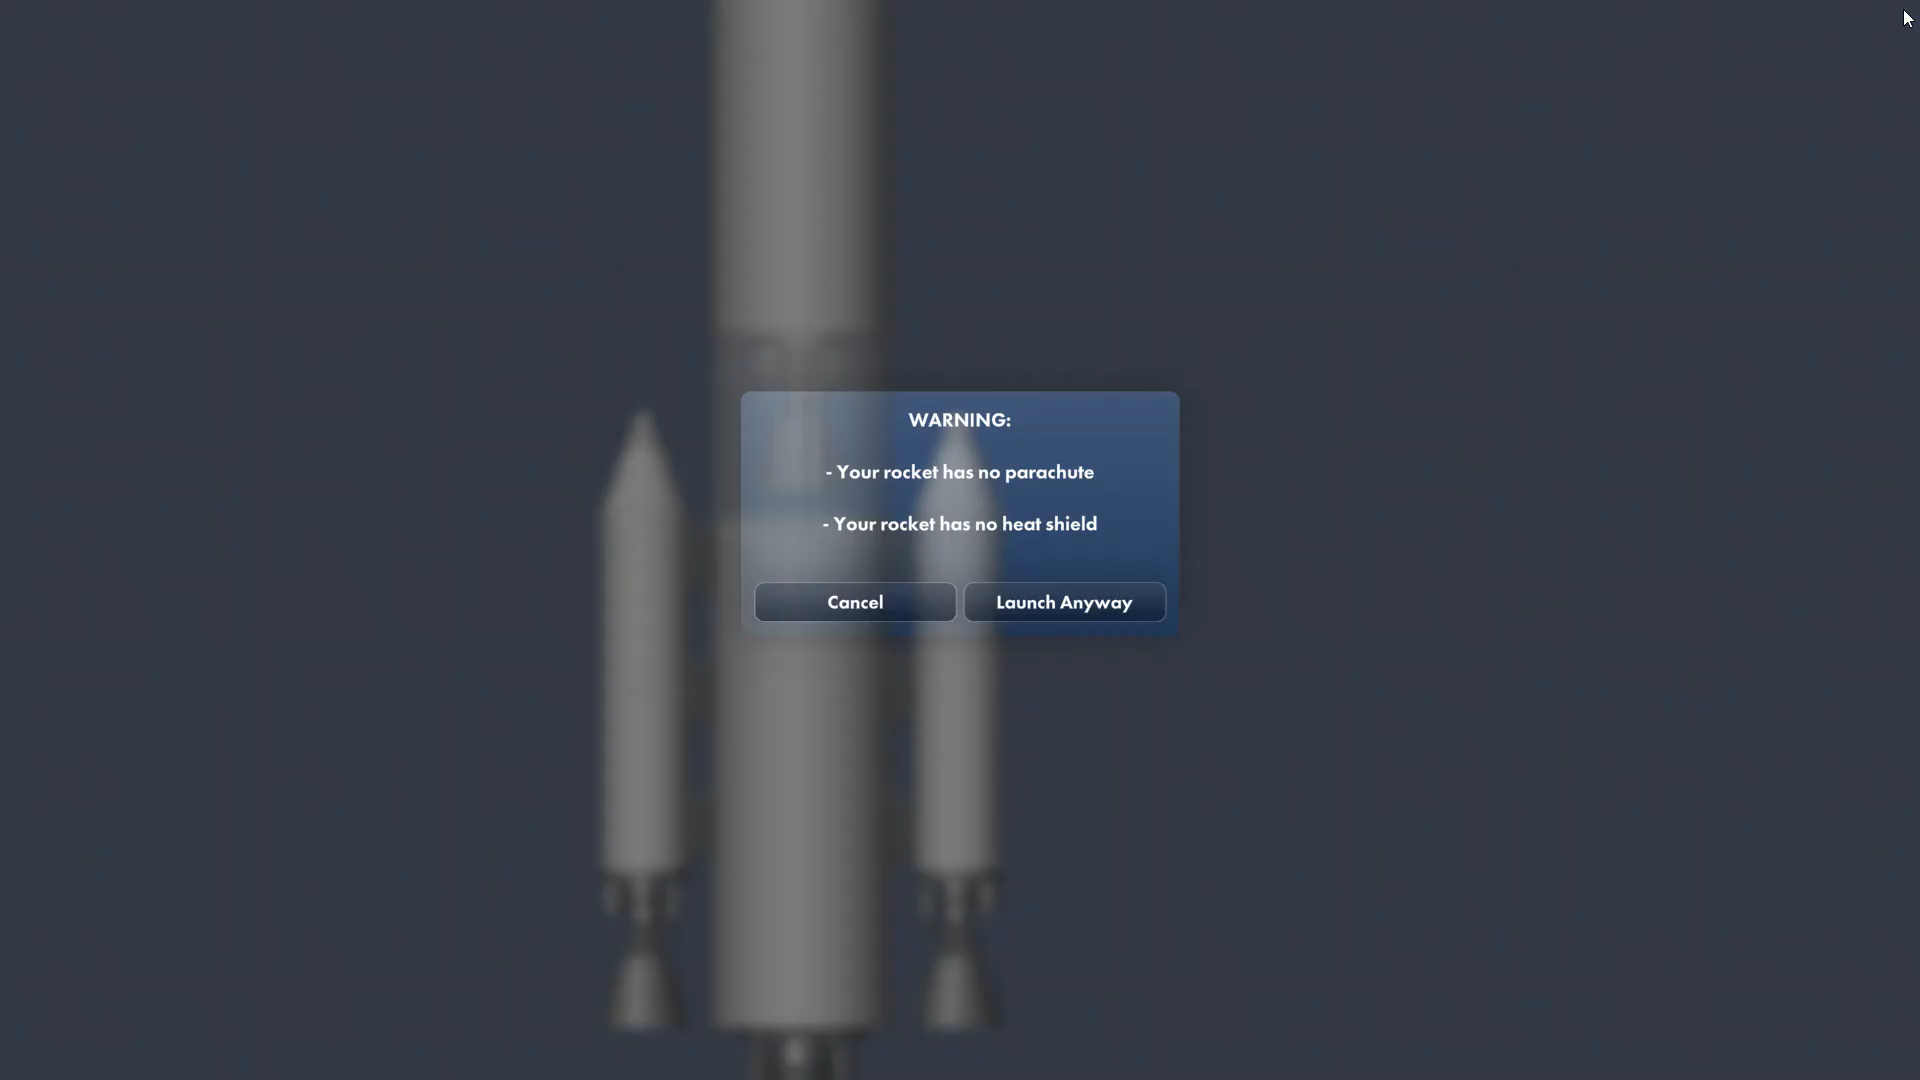 WARNING:
- Your rocket has no parachute
- Your rocket has no heat shield
Cancel
Launch Anyway